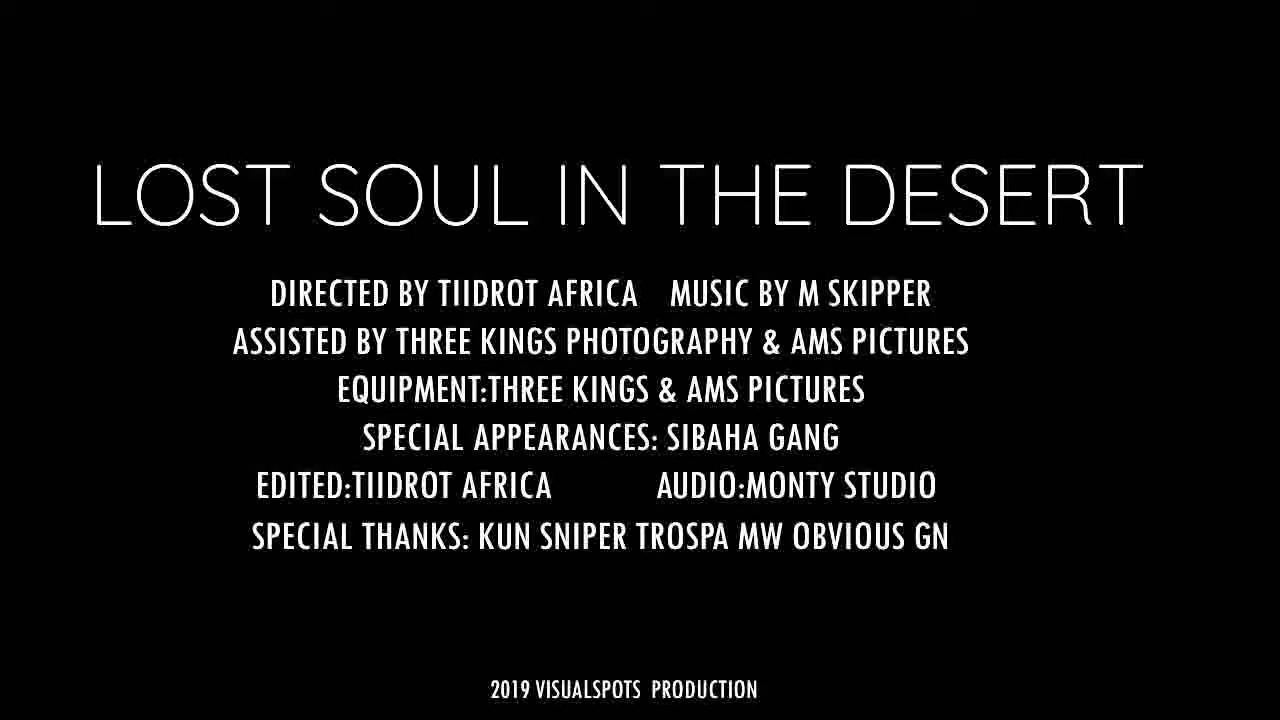 LOST SOUL IN THE DESERT
DIRECTED BY TIIDROT AFRICA MUSIC BY M SKIPPER
ASSISTED BY THREE KINGS PHOTOGRAPHY & AMS PICTURES
EQUIPMENT:THREE KINGS & AMS PICTURES
SPECIAL APPEARANCES: SIBAHA GANG
EDITED:TIIDROT AFRICA AUDIO:MONTY STUDIO
SPECIAL THANKS: KUN SNIPER TROSPA MW OBVIOUS GN
2019 VISUALSPOTS PRODUCTION